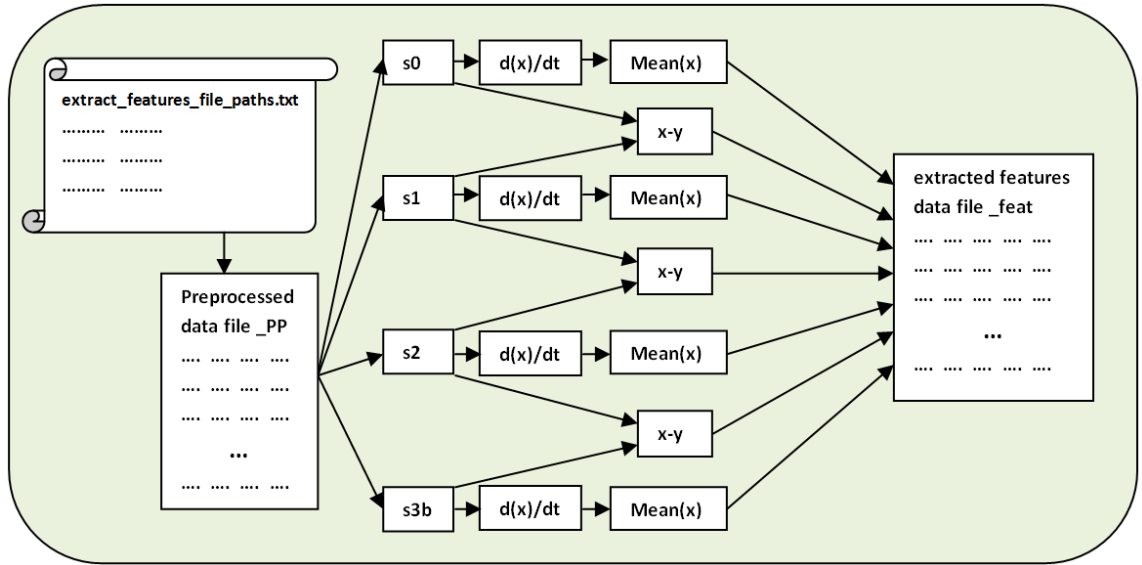 extract_features_file_paths.txt
......... .........
......... .........
......... .........
Preprocessed
data file _PP
.... .... .... ....
.... .... .... ....
.... .... .... ....
...
.... .... .... ....
s0 d(x)/dt Mean(x)
x-y
s1 d(x)/dt Mean(x)
x-y
s2 d(x)/dt Mean(x)
x-y
s3b d(x)/dt Mean(x)
extracted features
data file _feat
.... .... .... .... ....
.... .... .... .... ....
.... .... .... .... ....
...
.... .... .... .... ....